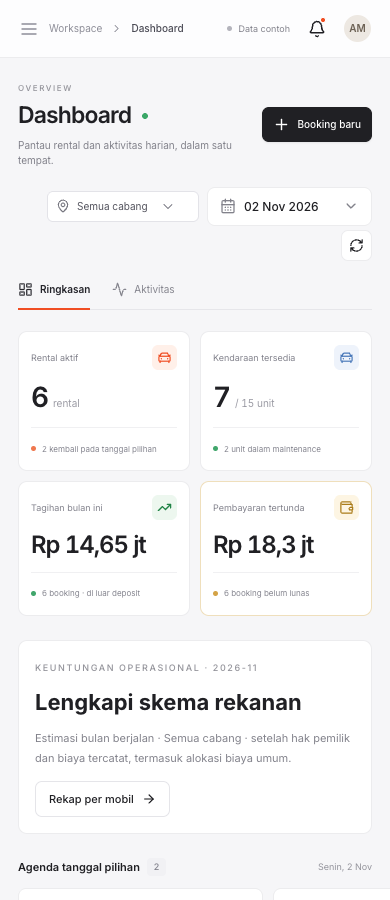 Workspace > Dashboard
Data contoh
AM
OVERVIEW
Dashboard
Pantau rental dan aktivitas harian, dalam satu
tempat.
Booking baru
Semua cabang
02 Nov 2026
Ringkasan
Aktivitas
Rental aktif
6 rental
2 kembali pada tanggal pilihan
Kendaraan tersedia
7 / 15 unit
2 unit dalam maintenance
Tagihan bulan ini
Rp 14,65 jt
6 booking · di luar deposit
Pembayaran tertunda
Rp 18,3 jt
6 booking belum lunas
KEUNTUNGAN OPERASIONAL · 2026-11
Lengkapi skema rekanan
Estimasi bulan berjalan · Semua cabang · setelah hak pemilik
dan biaya tercatat, termasuk alokasi biaya umum.
Rekap per mobil
Agenda tanggal pilihan 2
Senin, 2 Nov